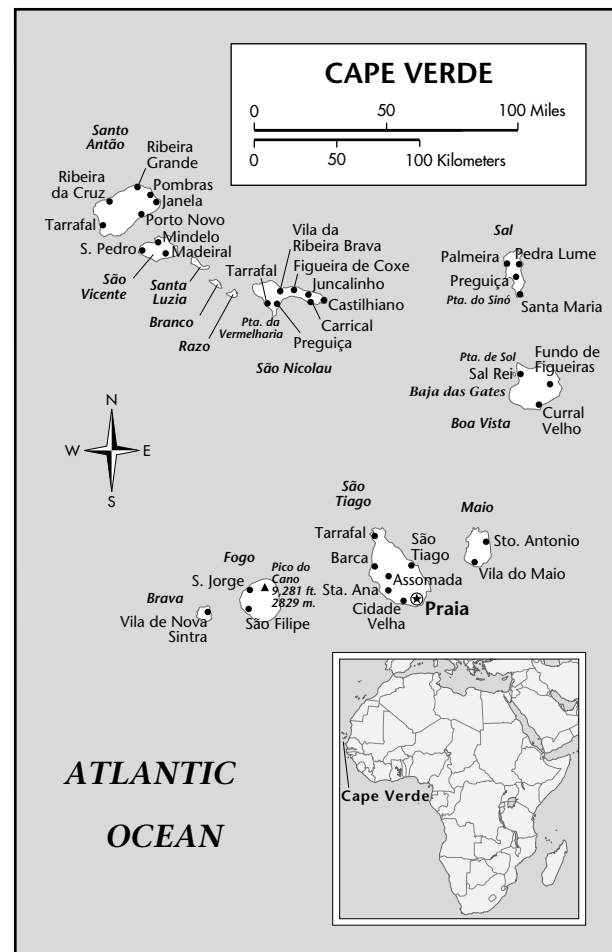 CAPE VERDE
0 50 100 Miles
0 50 100 Kilometers
Santo
Antão
Ribeira
Grande
Ribeira
da Cruz
Pombras
Janela
Tarrafal
Porto Novo
Mindelo
S. Pedro
Madeiral
São
Vicente
Santa
Luzia
Branco
Razo
Vila da
Ribeira Brava
Tarrafal
Figueira de Coxe
Juncalinho
Castilhiano
Pta. da
Vermelharia
Carrical
Preguiça
São Nicolau
Sal
Palmeira
Pedra Lume
Preguiça
Pta. do Sinó
Santa Maria
Pta. de Sol
Fundo de
Figueiras
Sal Rei
Baja das Gates
Curral
Velho
Boa Vista
N
W E
S
São
Tiago
Maio
Tarrafal
São
Tiago
Sto. Antonio
Barca
Assomada
Vila do Maio
Sta. Ana
Cidade
Velha
Praia
Fogo
Pico do
Cano
9,281 ft.
2829 m.
S. Jorge
Brava
Vila de Nova
Sintra
São Filipe
ATLANTIC
OCEAN
Cape Verde